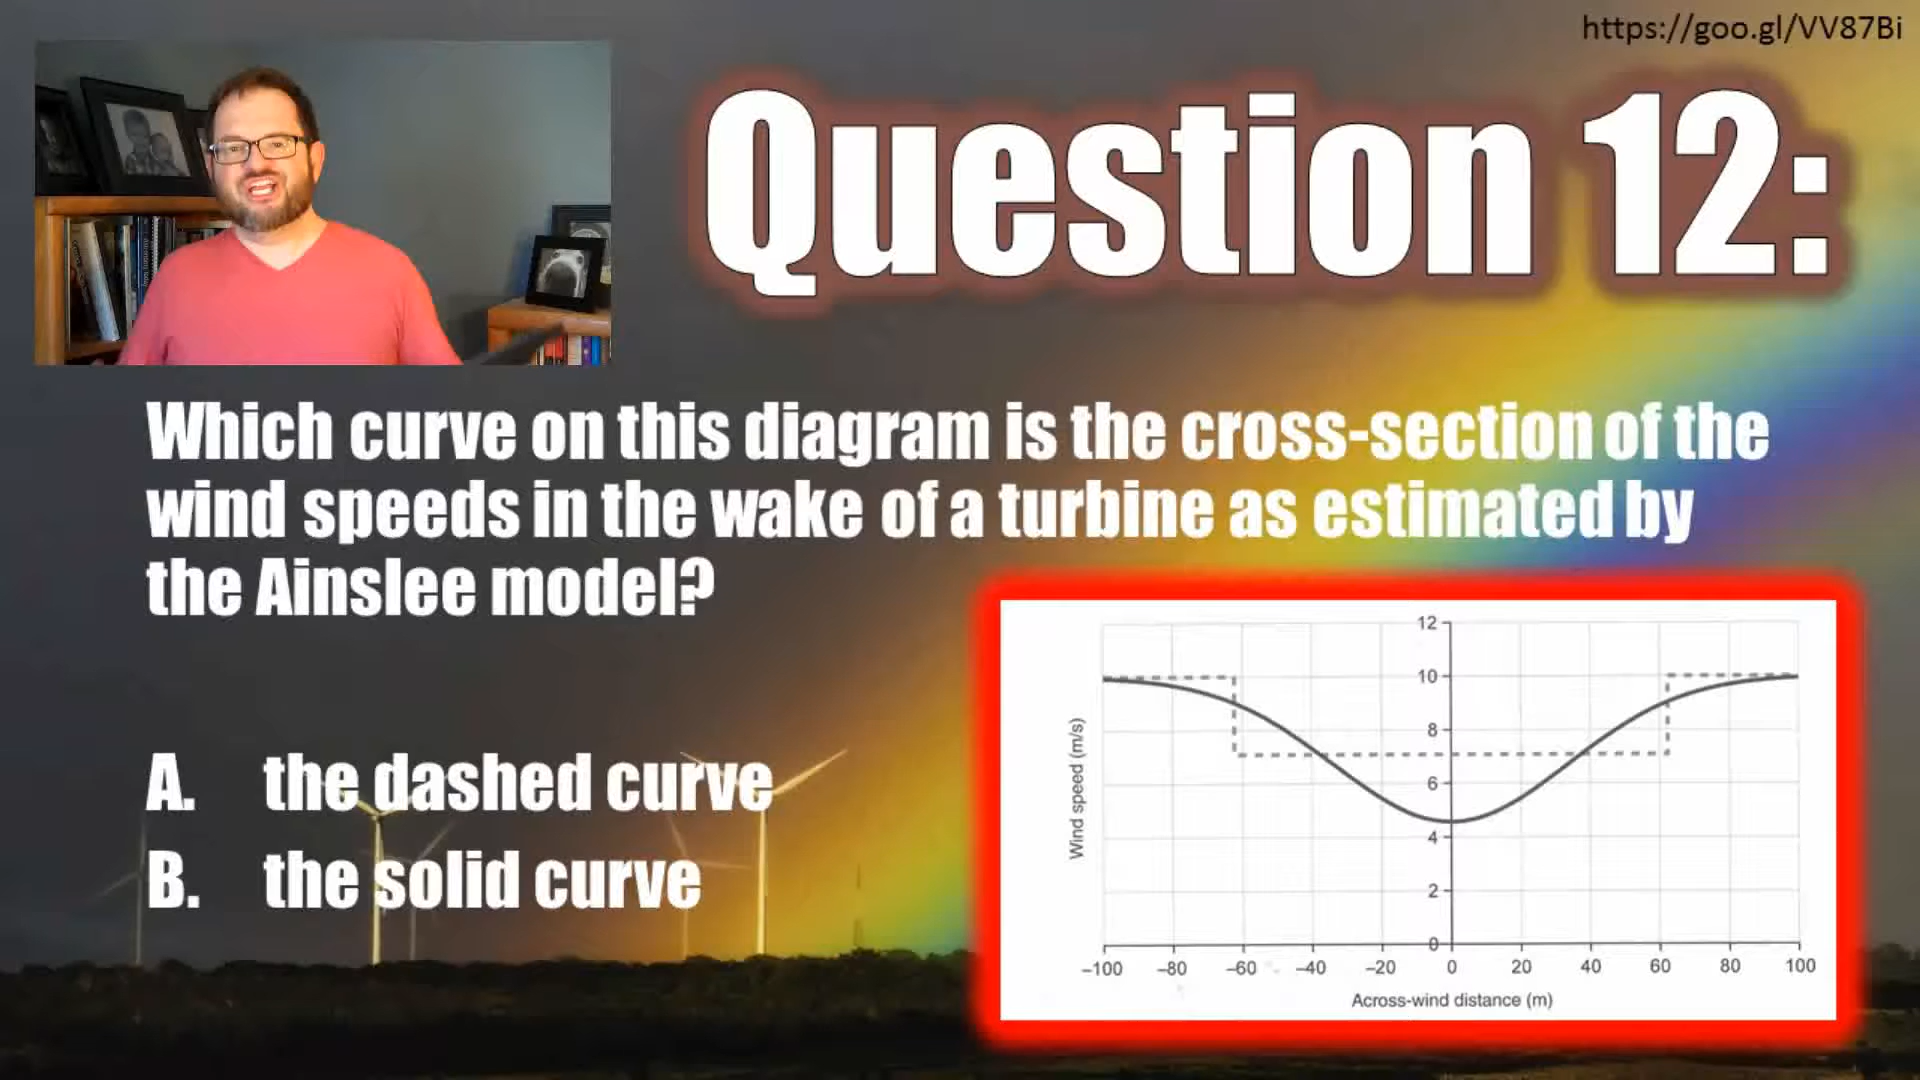 https://goo.gl/VV87Bi
Question 12:
Which curve on this diagram is the cross-section of the
wind speeds in the wake of a turbine as estimated by
the Ainslee model?
A. the dashed curve
B. the solid curve
12
10
8
6
4
2
0
Wind speed (m/s)
–100 –80 –60 –40 –20 0 20 40 60 80 100
Across-wind distance (m)